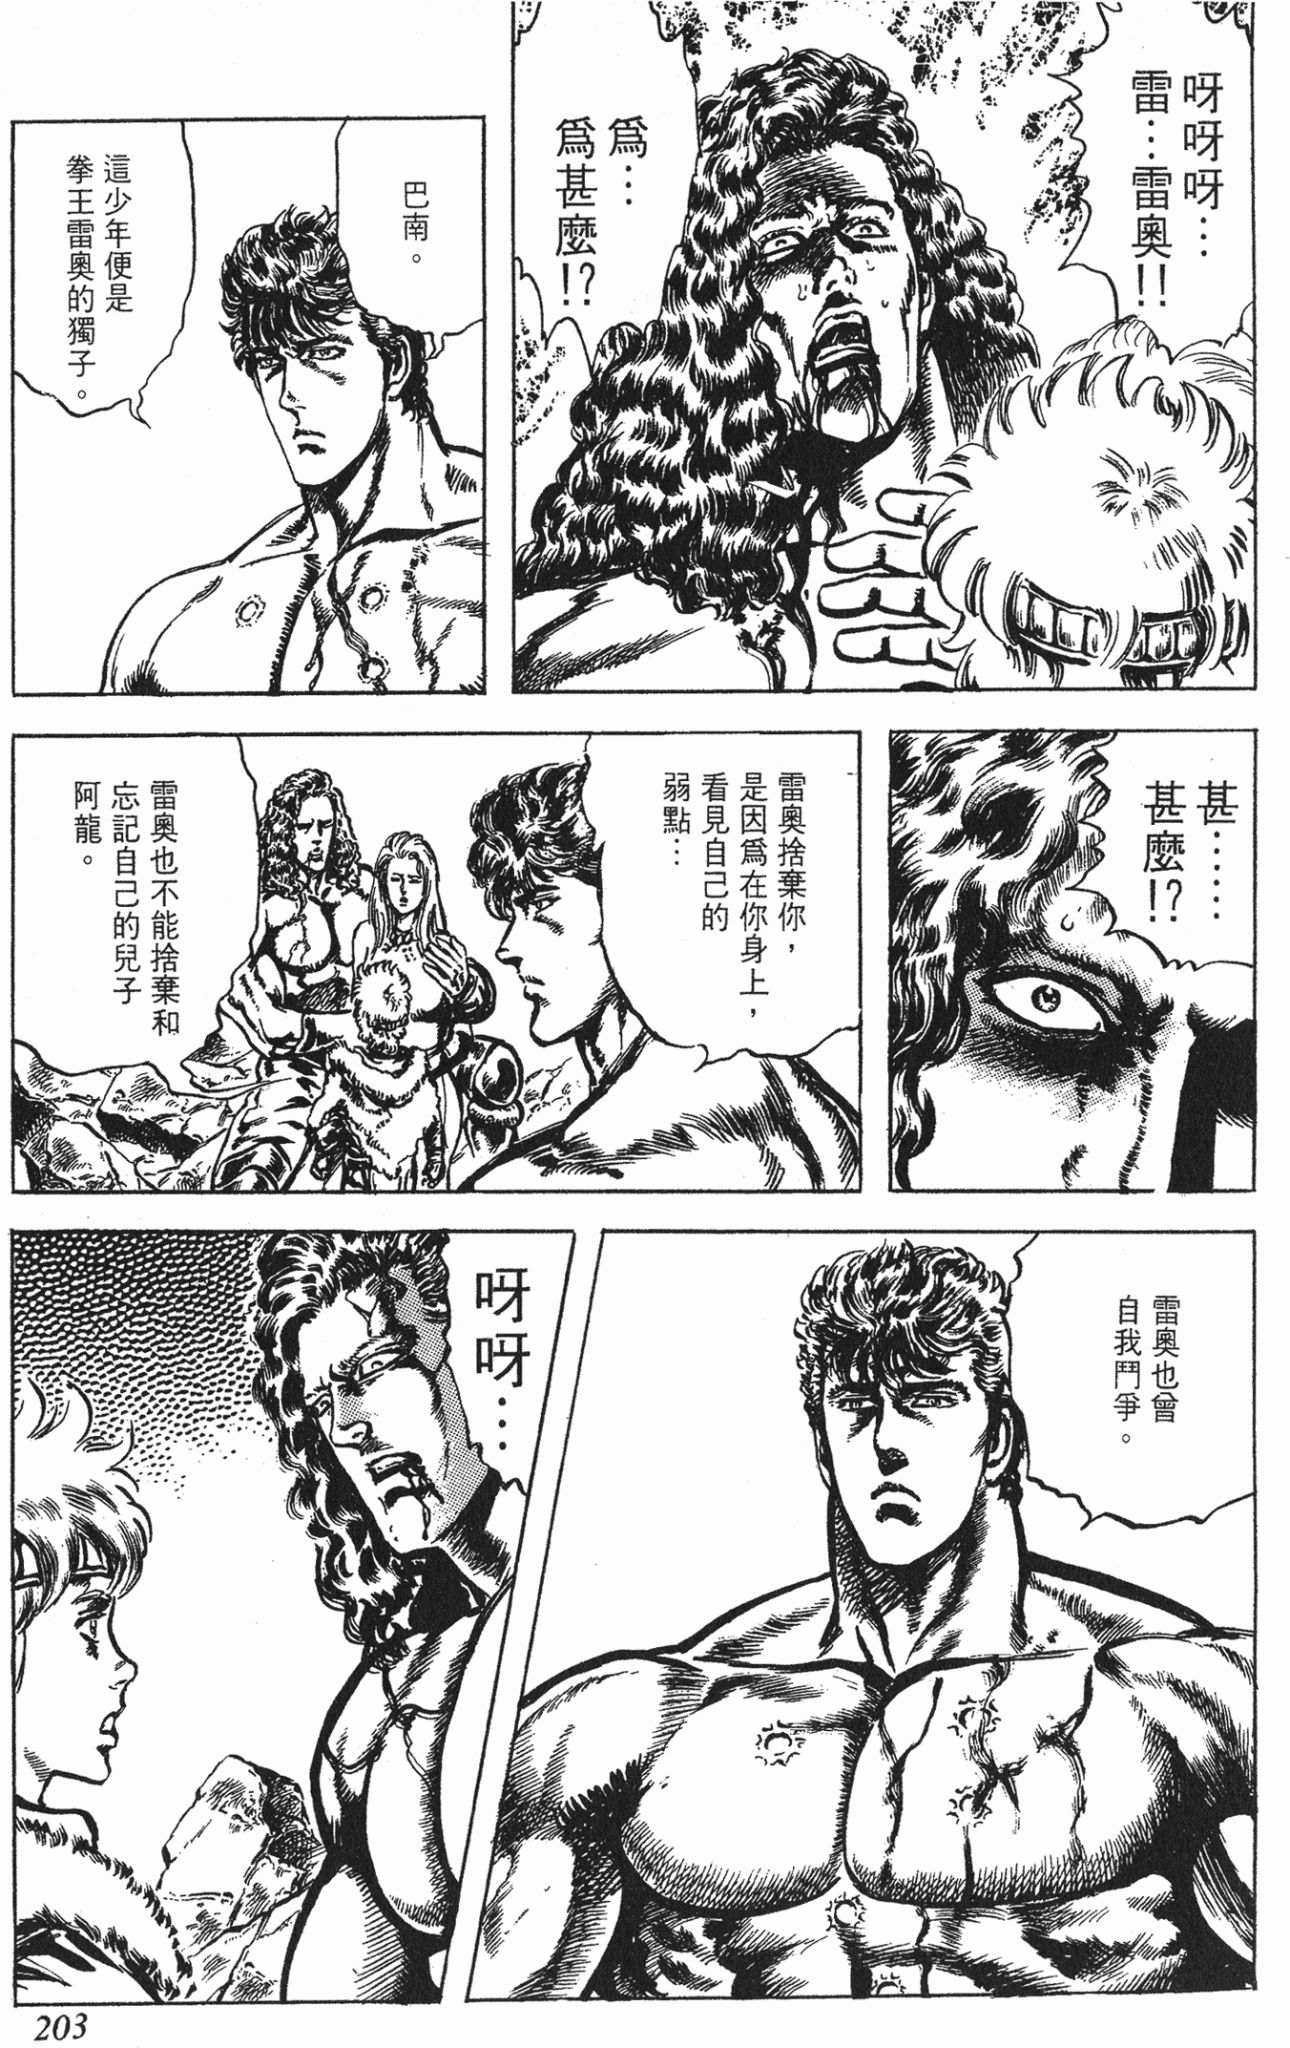 呀呀呀…
雷…雷奧!!
爲…
爲甚麼!?
巴南。
這少年便是
拳王雷奧的獨子。
甚……
甚麼!?
雷奧捨棄你，
是因爲在你身上，
看見自己的
弱點…
雷奧也不能捨棄和
忘記自己的兒子
阿龍。
雷奧也曾
自我鬥爭。
呀呀…
203